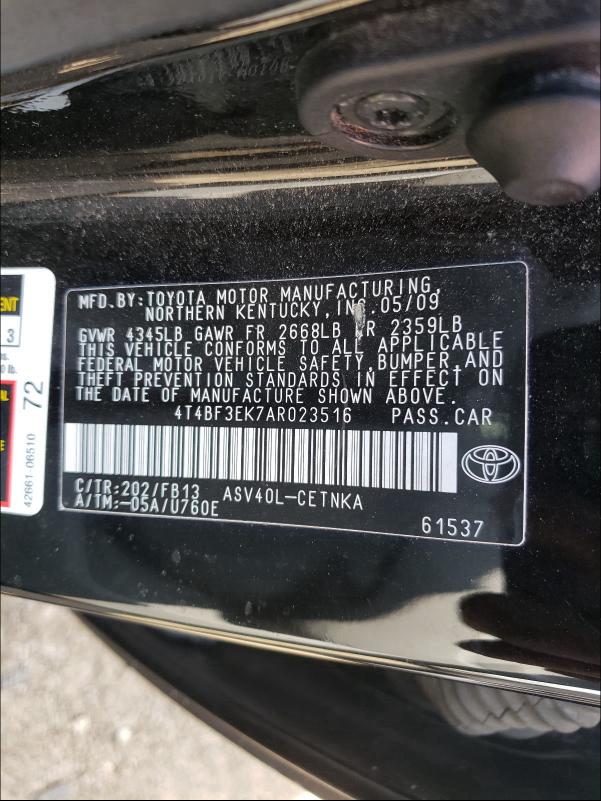 MFD.BY: TOYOTA MOTOR MANUFACTURING,
NORTHERN KENTUCKY, INC 05/09
GVWR 4345LB GAWR FR 2668LB RR 2359LB
THIS VEHICLE CONFORMS TO ALL APPLICABLE
FEDERAL MOTOR VEHICLE SAFETY, BUMPER, AND
THEFT PREVENTION STANDARDS IN EFFECT ON
THE DATE OF MANUFACTURE SHOWN ABOVE.
4T4BF3EK7AR023516 PASS.CAR
C/TR:202/FB13 ASV40L-CETNKA
A/TM:-05A/U760E
61537
3
72
42661-06510